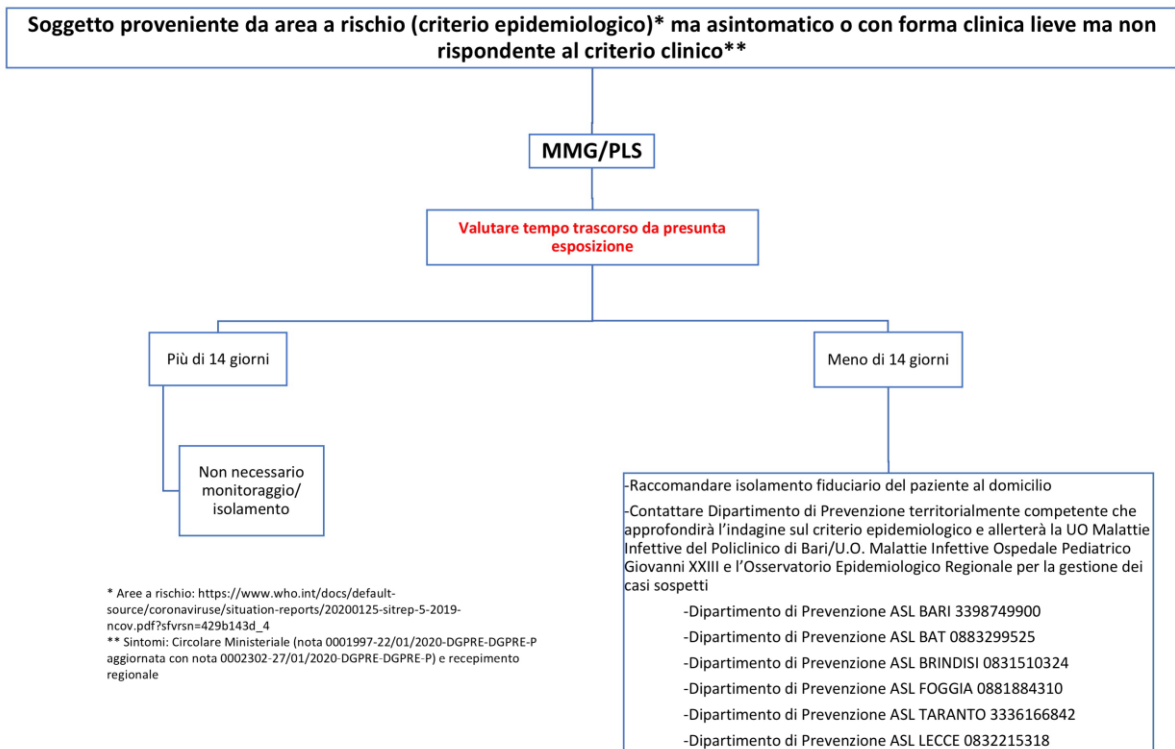 Soggetto proveniente da area a rischio (criterio epidemiologico)* ma asintomatico o con forma clinica lieve ma non
rispondente al criterio clinico**
MMG/PLS
Valutare tempo trascorso da presunta
esposizione
Più di 14 giorni
Meno di 14 giorni
Non necessario
monitoraggio/
isolamento
-Raccomandare isolamento fiduciario del paziente al domicilio
-Contattare Dipartimento di Prevenzione territorialmente competente che
approfondirà l'indagine sul criterio epidemiologico e allerterà la UO Malattie
Infettive del Policlinico di Bari/U.O. Malattie Infettive Ospedale Pediatrico
Giovanni XXIII e l'Osservatorio Epidemiologico Regionale per la gestione dei
casi sospetti
-Dipartimento di Prevenzione ASL BARI 3398749900
-Dipartimento di Prevenzione ASL BAT 0883299525
-Dipartimento di Prevenzione ASL BRINDISI 0831510324
-Dipartimento di Prevenzione ASL FOGGIA 0881884310
-Dipartimento di Prevenzione ASL TARANTO 3336166842
-Dipartimento di Prevenzione ASL LECCE 0832215318
* Aree a rischio: https://www.who.int/docs/default-
source/coronaviruse/situation-reports/20200125-sitrep-5-2019-
ncov.pdf?sfvrsn=429b143d_4
** Sintomi: Circolare Ministeriale (nota 0001997-22/01/2020-DGPRE-DGPRE-P
aggiornata con nota 0002302-27/01/2020-DGPRE-DGPRE-P) e recepimento
regionale